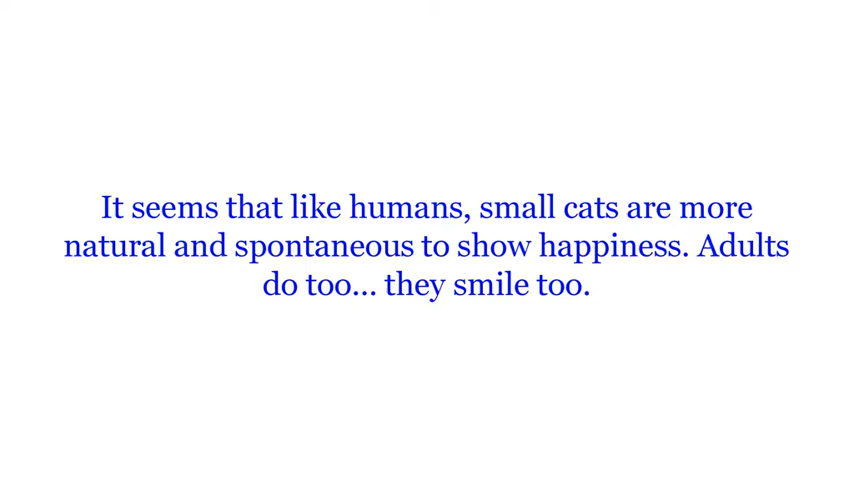 It seems that like humans, small cats are more
natural and spontaneous to show happiness. Adults
do too... they smile too.